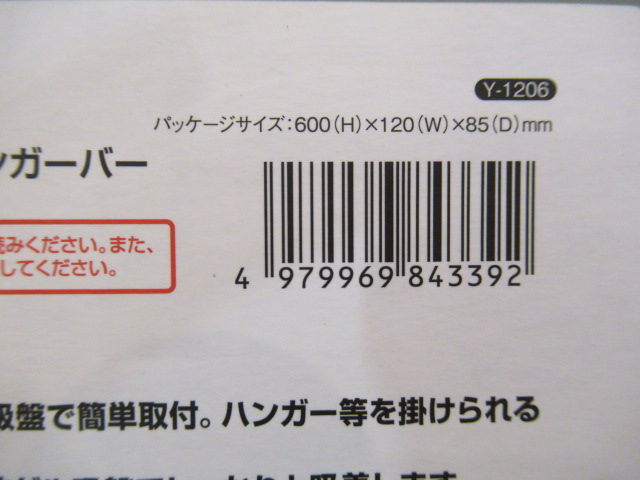 Y-1206
パッケージサイズ:600(H)×120(W)×85(D)mm
ンガーバー
読みください。また、
してください。
4 979969 843392
吸盤で簡単取付。ハンガー等を掛けられる